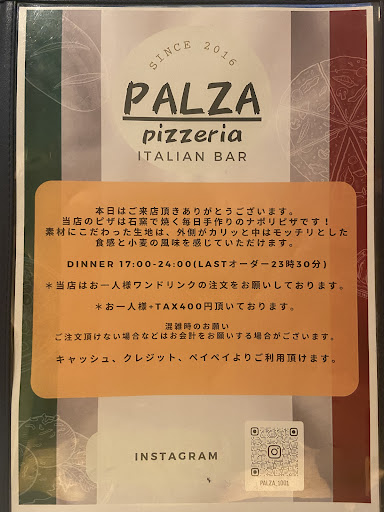 SINCE 2016
PALZA
pizzeria
ITALIAN BAR
本日はご来店頂きありがとうございます。
当店のピザは石窯で焼く毎日手作りのナポリピザです！
素材にこだわった生地は、外側がカリッと中はモッチリとした
食感と小麦の風味を感じていただけます。
DINNER 17:00-24:00(LASTオーダー23時30分)
＊当店はお一人様ワンドリンクの注文をお願いしております。
＊お一人様+TAX400円頂いております。
混雑時のお願い
ご注文頂けない場合などはお会計をお願いする場合がございます。
キャッシュ、クレジット、ペイペイよりご利用頂けます。
INSTAGRAM
PALZA_1001